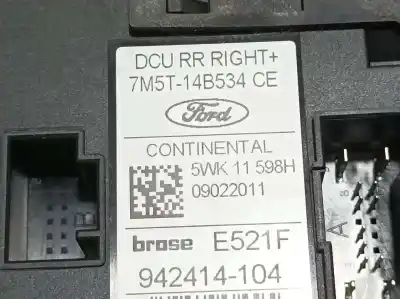 DCU RR RIGHT+
7M5T-14B534 CE
Ford
CONTINENTAL
5WK 11 598H
09022011
brose E521F
942414-104